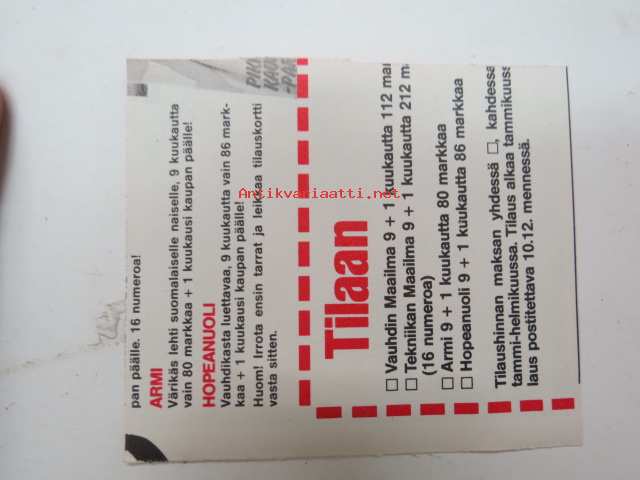 pan päälle. 16 numeroa!
ARMI
Värikäs lehti suomalaiselle naiselle, 9 kuukautta
vain 80 markkaa + 1 kuukausi kaupan päälle!
HOPEANUOLI
Vauhdikasta luettavaa, 9 kuukautta vain 86 mark-
kaa + 1 kuukausi kaupan päälle!
Huom! Irrota ensin tarrat ja leikkaa tilauskortti
vasta sitten.
Tilaan
□ Vauhdin Maailma 9 + 1 kuukautta 112
□ Tekniikan Maailma 9 + 1 kuukautta 212
(16 numeroa)
□ Armi 9 + 1 kuukautta 80 markkaa
□ Hopeanuoli 9 + 1 kuukautta 86 markkaa
Tilaushinnan maksan yhdessä □, kahdessa
tammi-helmikuussa. Tilaus alkaa tammikuuss
laus postitettava 10.12. mennessä.
Antikvariaatti.net